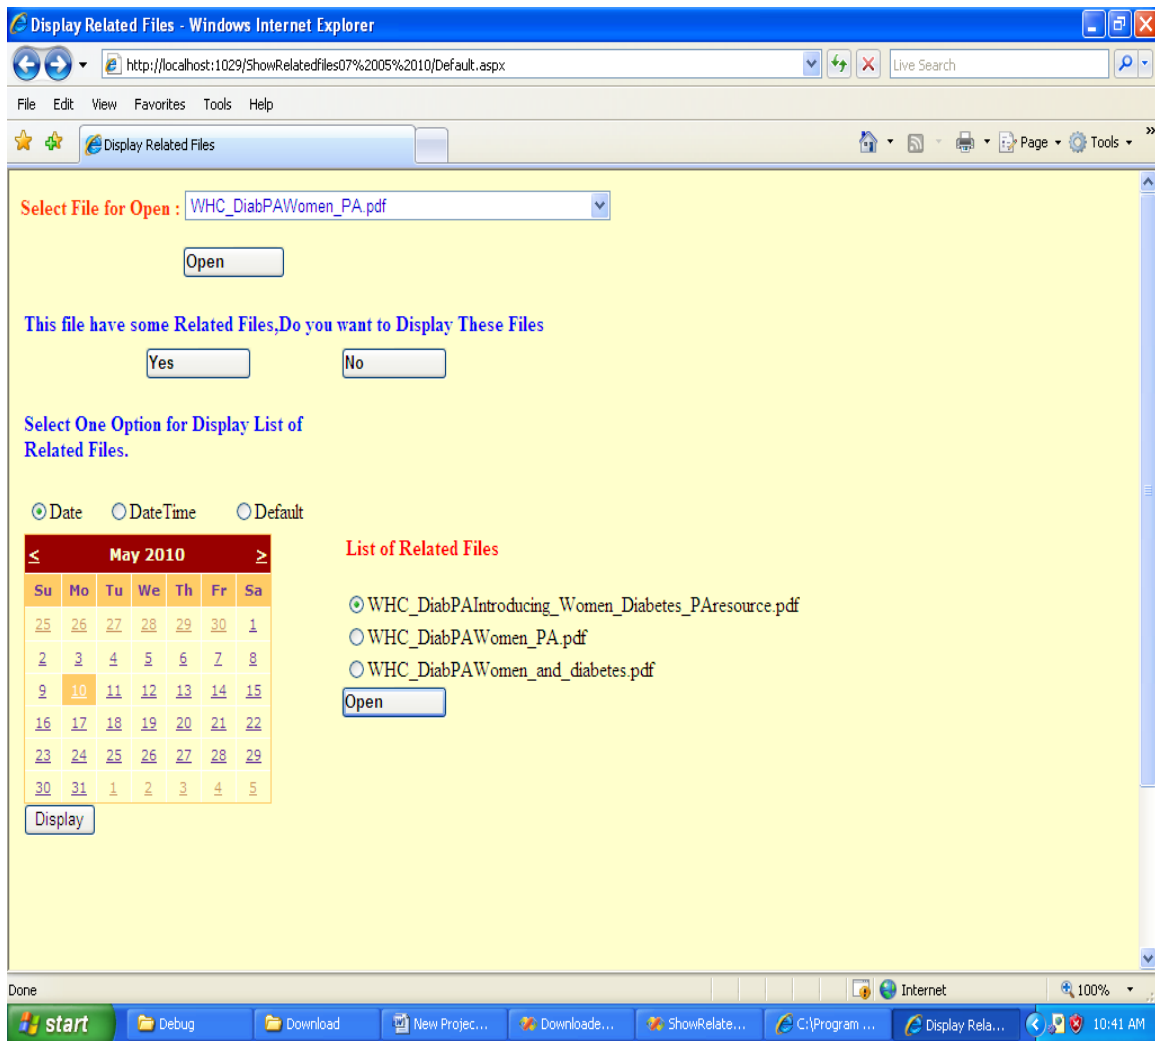 Display Related Files - Windows Internet Explorer
http://localhost:1029/ShowRelatedfiles07%2005%2010/Default.aspx
Live Search
File Edit View Favorites Tools Help
Display Related Files
Page Tools »
Select File for Open : WHC_DiabPAWomen_PA.pdf
Open
This file have some Related Files,Do you want to Display These Files
Yes No
Select One Option for Display List of
Related Files.
Date DateTime Default
< May 2010 >
Su Mo Tu We Th Fr Sa
25 26 27 28 29 30 1
2 3 4 5 6 7 8
9 10 11 12 13 14 15
16 17 18 19 20 21 22
23 24 25 26 27 28 29
30 31 1 2 3 4 5
Display
List of Related Files
WHC_DiabPAIntroducing_Women_Diabetes_PAresource.pdf
WHC_DiabPAWomen_PA.pdf
WHC_DiabPAWomen_and_diabetes.pdf
Open
Done Internet 100%
start Debug Download New Projec... Downloade... ShowRelate... C:\Program ... Display Rela... 10:41 AM